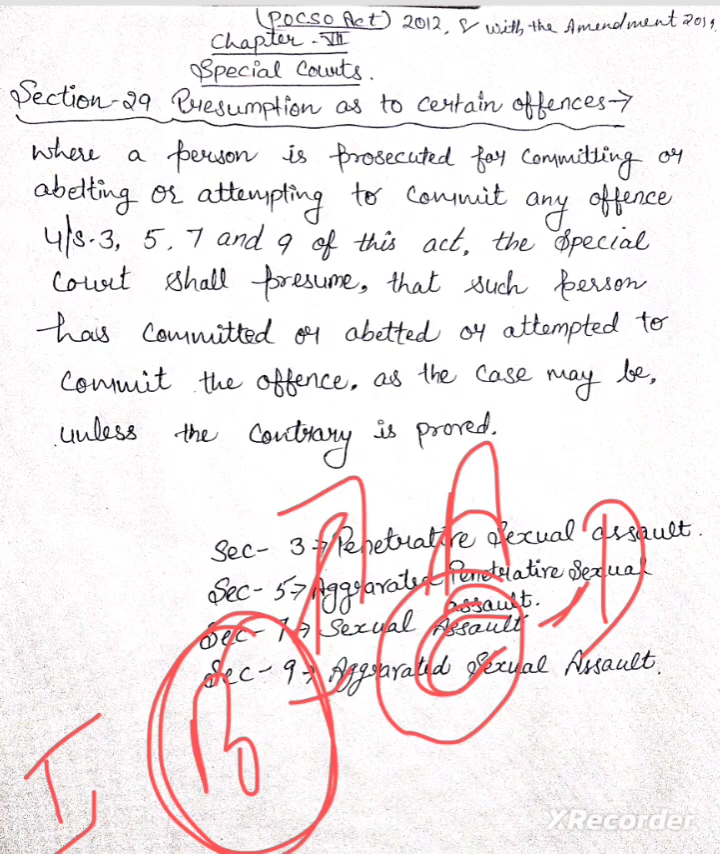 (POCSO Act) 2012, & with the Amendment 2019.
Chapter - VII
Special Courts.
Section-29 Presumption as to certain offences→
where a person is prosecuted for committing or
abetting or attempting to commit any offence
u/s.3, 5, 7 and 9 of this act, the special
court shall presume, that such person
has committed or abetted or attempted to
commit the offence, as the case may be,
unless the contrary is proved.
Sec- 3→ Penetrative Sexual assault.
Sec- 5→ Aggravated Penetrative Sexual
assault.
Sec- 7→ Sexual Assault
Sec- 9→ Aggravated Sexual Assault.
A
C
D
B
I
XRecorder